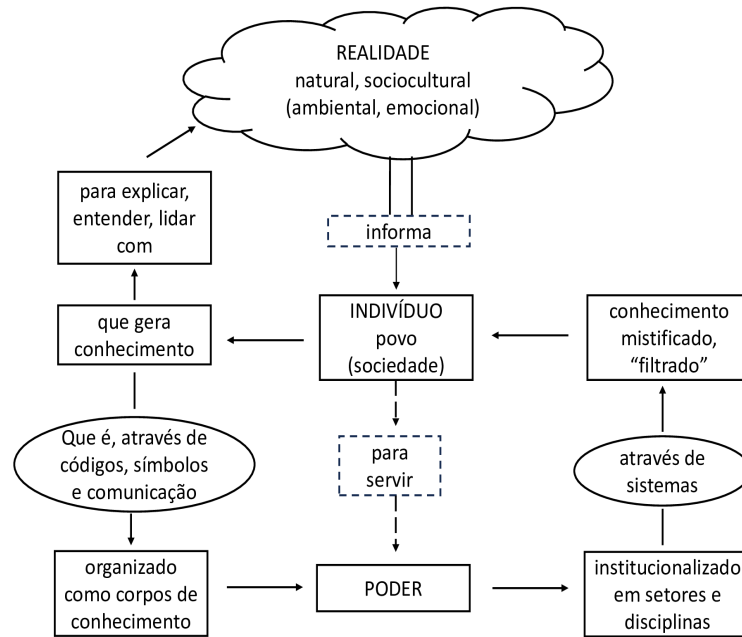 REALIDADE
natural, sociocultural
(ambiental, emocional)
para explicar,
entender, lidar
com
informa
que gera
conhecimento
INDIVÍDUO
povo
(sociedade)
conhecimento
mistificado,
“filtrado”
Que é, através de
códigos, símbolos
e comunicação
para
servir
através de
sistemas
organizado
como corpos de
conhecimento
PODER
institucionalizado
em setores e
disciplinas